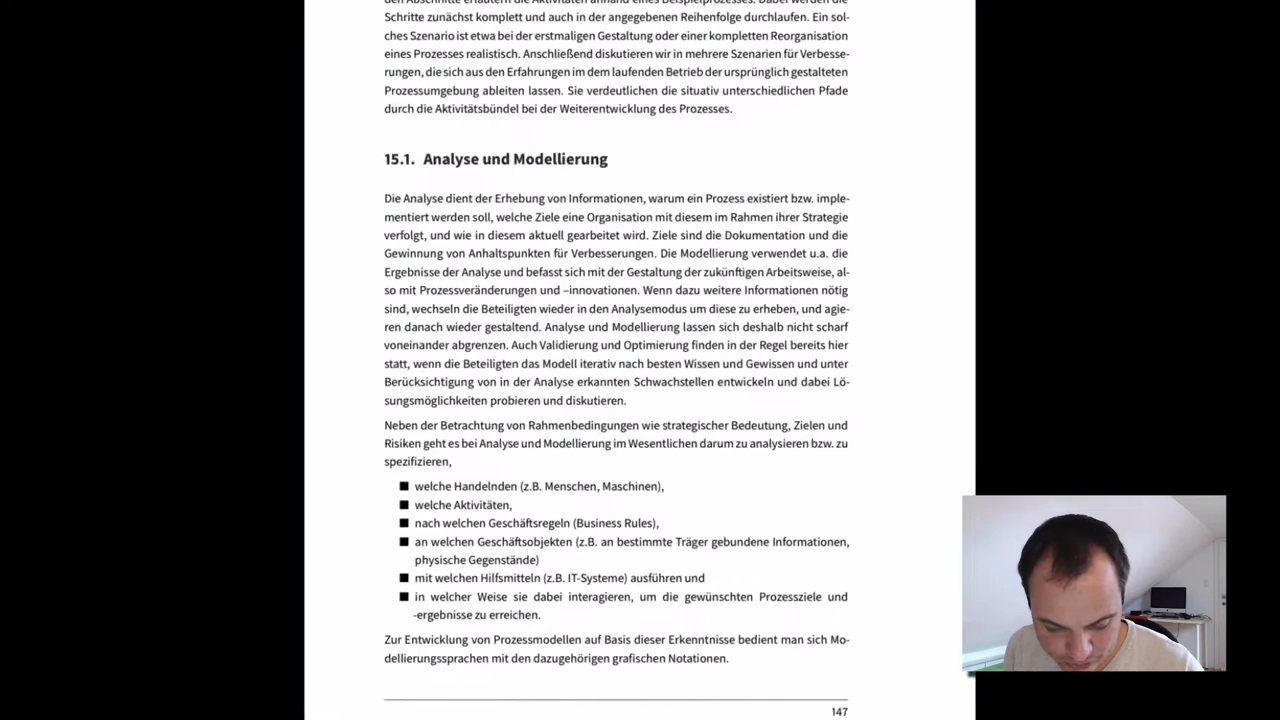 den Abschnitte erläutern die Aktivitäten anhand eines Beispielprozesses. Dabei werden die
Schritte zunächst komplett und auch in der angegebenen Reihenfolge durchlaufen. Ein sol-
ches Szenario ist etwa bei der erstmaligen Gestaltung oder einer kompletten Reorganisation
eines Prozesses realistisch. Anschließend diskutieren wir in mehrere Szenarien für Verbesse-
rungen, die sich aus den Erfahrungen im dem laufenden Betrieb der ursprünglich gestalteten
Prozessumgebung ableiten lassen. Sie verdeutlichen die situativ unterschiedlichen Pfade
durch die Aktivitätsbündel bei der Weiterentwicklung des Prozesses.
15.1. Analyse und Modellierung
Die Analyse dient der Erhebung von Informationen, warum ein Prozess existiert bzw. imple-
mentiert werden soll, welche Ziele eine Organisation mit diesem im Rahmen ihrer Strategie
verfolgt, und wie in diesem aktuell gearbeitet wird. Ziele sind die Dokumentation und die
Gewinnung von Anhaltspunkten für Verbesserungen. Die Modellierung verwendet u.a. die
Ergebnisse der Analyse und befasst sich mit der Gestaltung der zukünftigen Arbeitsweise, al-
so mit Prozessveränderungen und –innovationen. Wenn dazu weitere Informationen nötig
sind, wechseln die Beteiligten wieder in den Analysemodus um diese zu erheben, und agie-
ren danach wieder gestaltend. Analyse und Modellierung lassen sich deshalb nicht scharf
voneinander abgrenzen. Auch Validierung und Optimierung finden in der Regel bereits hier
statt, wenn die Beteiligten das Modell iterativ nach besten Wissen und Gewissen und unter
Berücksichtigung von in der Analyse erkannten Schwachstellen entwickeln und dabei Lö-
sungsmöglichkeiten probieren und diskutieren.
Neben der Betrachtung von Rahmenbedingungen wie strategischer Bedeutung, Zielen und
Risiken geht es bei Analyse und Modellierung im Wesentlichen darum zu analysieren bzw. zu
spezifizieren,
■ welche Handelnden (z.B. Menschen, Maschinen),
■ welche Aktivitäten,
■ nach welchen Geschäftsregeln (Business Rules),
■ an welchen Geschäftsobjekten (z.B. an bestimmte Träger gebundene Informationen,
physische Gegenstände)
■ mit welchen Hilfsmitteln (z.B. IT-Systeme) ausführen und
■ in welcher Weise sie dabei interagieren, um die gewünschten Prozessziele und
-ergebnisse zu erreichen.
Zur Entwicklung von Prozessmodellen auf Basis dieser Erkenntnisse bedient man sich Mo-
dellierungssprachen mit den dazugehörigen grafischen Notationen.
147